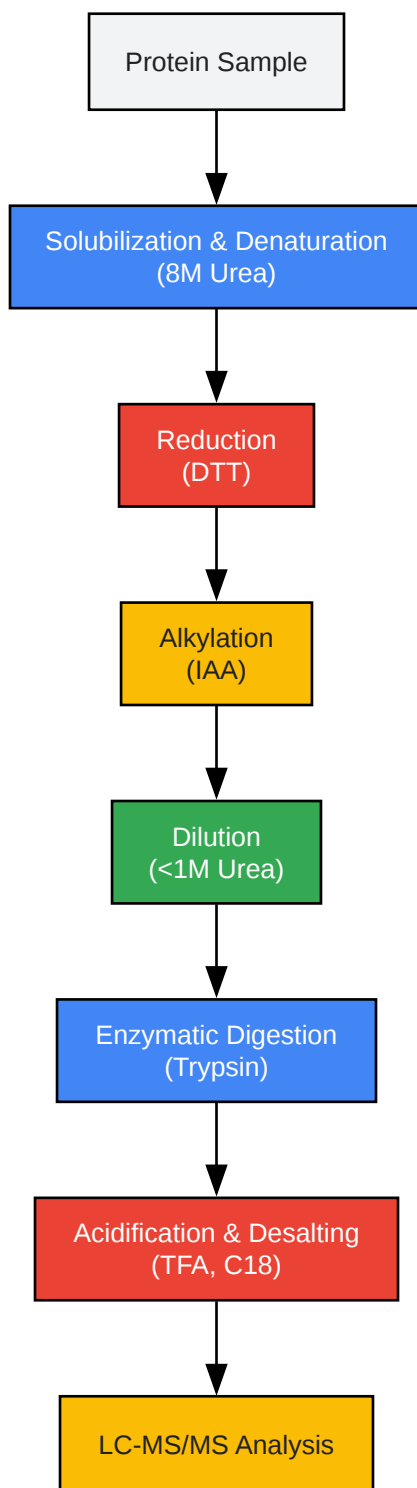 Protein Sample
Solubilization & Denaturation
(8M Urea)
Reduction
(DTT)
Alkylation
(IAA)
Dilution
(<1M Urea)
Enzymatic Digestion
(Trypsin)
Acidification & Desalting
(TFA, C18)
LC-MS/MS Analysis